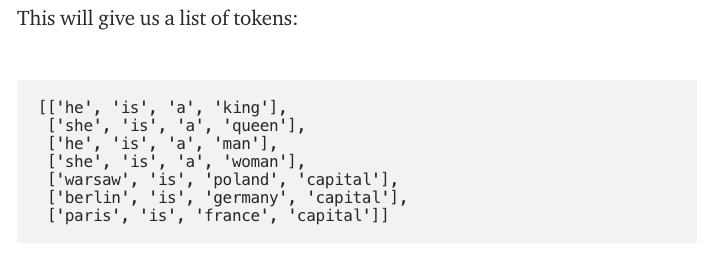 This will give us a list of tokens:
[['he', 'is', 'a', 'king'],
['she', 'is', 'a', 'queen'],
['he', 'is', 'a', 'man'],
['she', 'is', 'a', 'woman'],
['warsaw', 'is', 'poland', 'capital'],
['berlin', 'is', 'germany', 'capital'],
['paris', 'is', 'france', 'capital']]